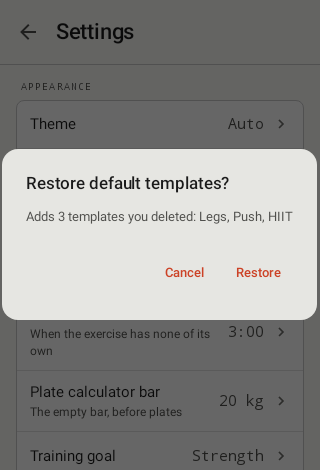 Settings
APPEARANCE
Theme
Auto
Restore default templates?
Adds 3 templates you deleted: Legs, Push, HIIT
Cancel
Restore
When the exercise has none of its
own
3:00
Plate calculator bar
The empty bar, before plates
20 kg
Training goal
Strength